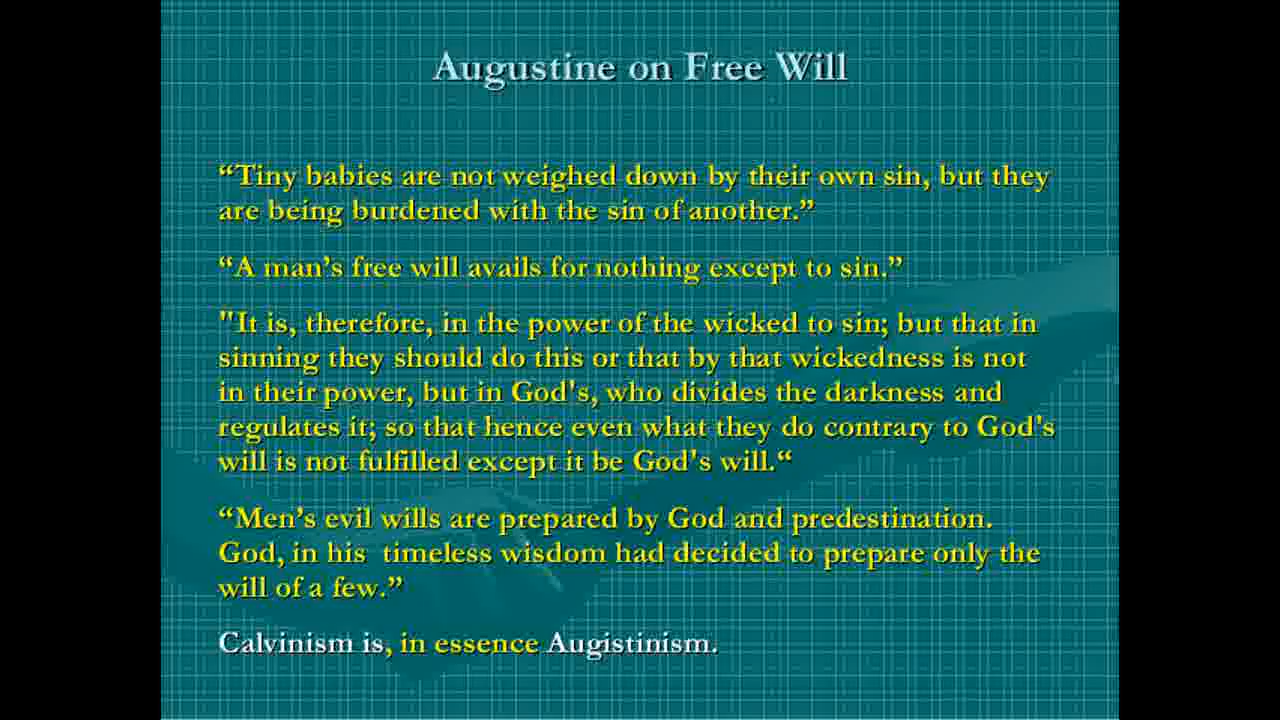 Augustine on Free Will
“Tiny babies are not weighed down by their own sin, but they
are being burdened with the sin of another.”
“A man’s free will avails for nothing except to sin.”
"It is, therefore, in the power of the wicked to sin; but that in
sinning they should do this or that by that wickedness is not
in their power, but in God's, who divides the darkness and
regulates it; so that hence even what they do contrary to God's
will is not fulfilled except it be God's will.“
“Men’s evil wills are prepared by God and predestination.
God, in his timeless wisdom had decided to prepare only the
will of a few.”
Calvinism is, in essence Augistinism.